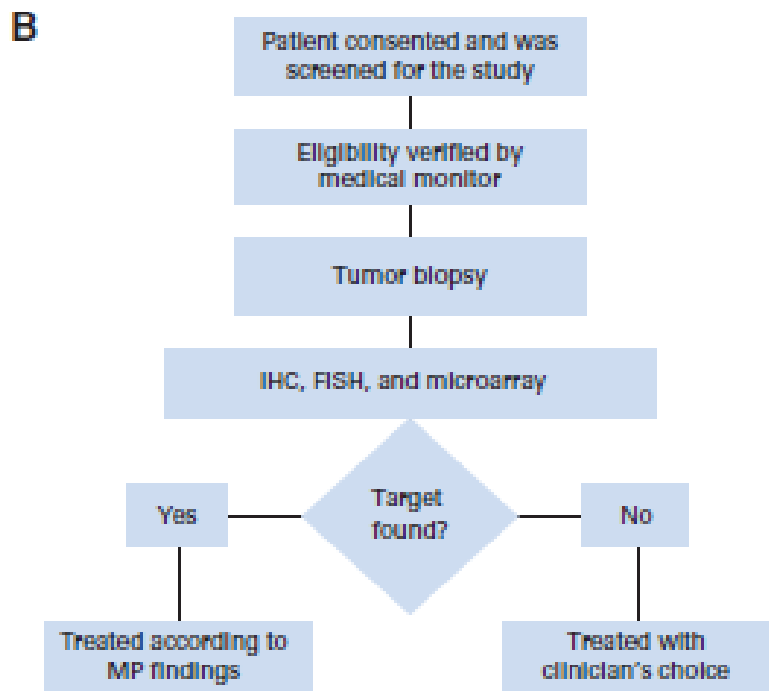 B
Patient consented and was
screened for the study
Eligibility verified by
medical monitor
Tumor biopsy
IHC, FISH, and microarray
Target
found?
Yes
No
Treated according to
MP findings
Treated with
clinician's choice